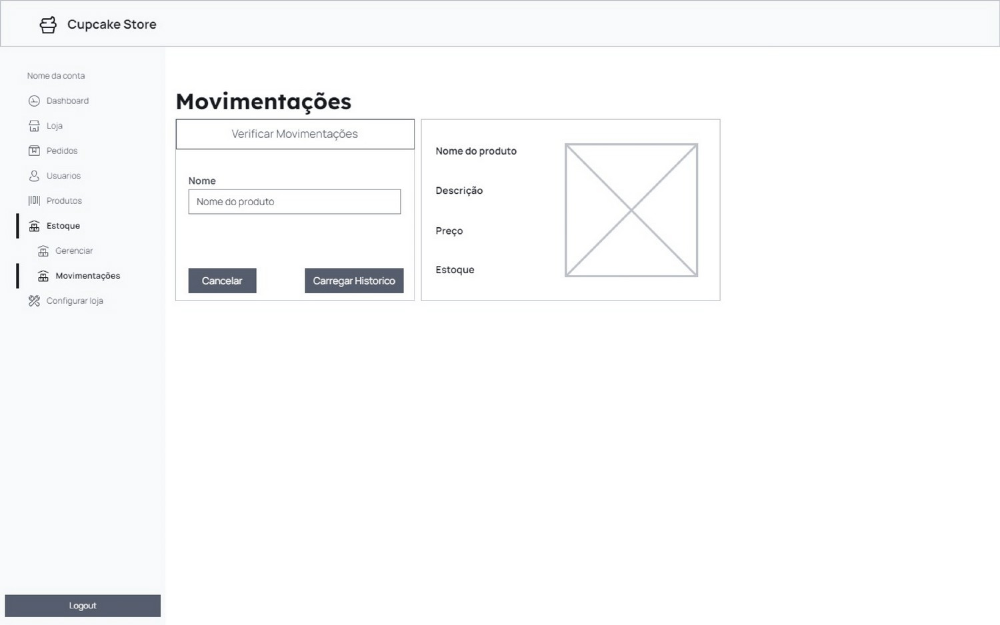 Cupcake Store
Nome da conta
Dashboard
Loja
Pedidos
Usuarios
Produtos
Estoque
Gerenciar
Movimentações
Configurar loja
Logout
Movimentações
Verificar Movimentações
Nome
Nome do produto
Cancelar
Carregar Historico
Nome do produto
Descrição
Preço
Estoque